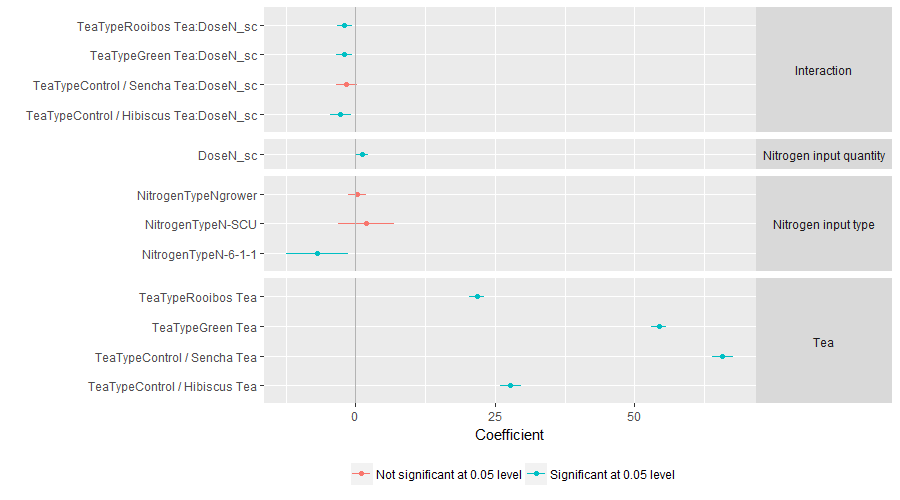 TeaTypeRooibos Tea:DoseN_sc
TeaTypeGreen Tea:DoseN_sc
TeaTypeControl / Sencha Tea:DoseN_sc
TeaTypeControl / Hibiscus Tea:DoseN_sc
Interaction
DoseN_sc
Nitrogen input quantity
NitrogenTypeNgrower
NitrogenTypeN-SCU
NitrogenTypeN-6-1-1
Nitrogen input type
TeaTypeRooibos Tea
TeaTypeGreen Tea
TeaTypeControl / Sencha Tea
TeaTypeControl / Hibiscus Tea
Tea
0 25 50
Coefficient
Not significant at 0.05 level Significant at 0.05 level